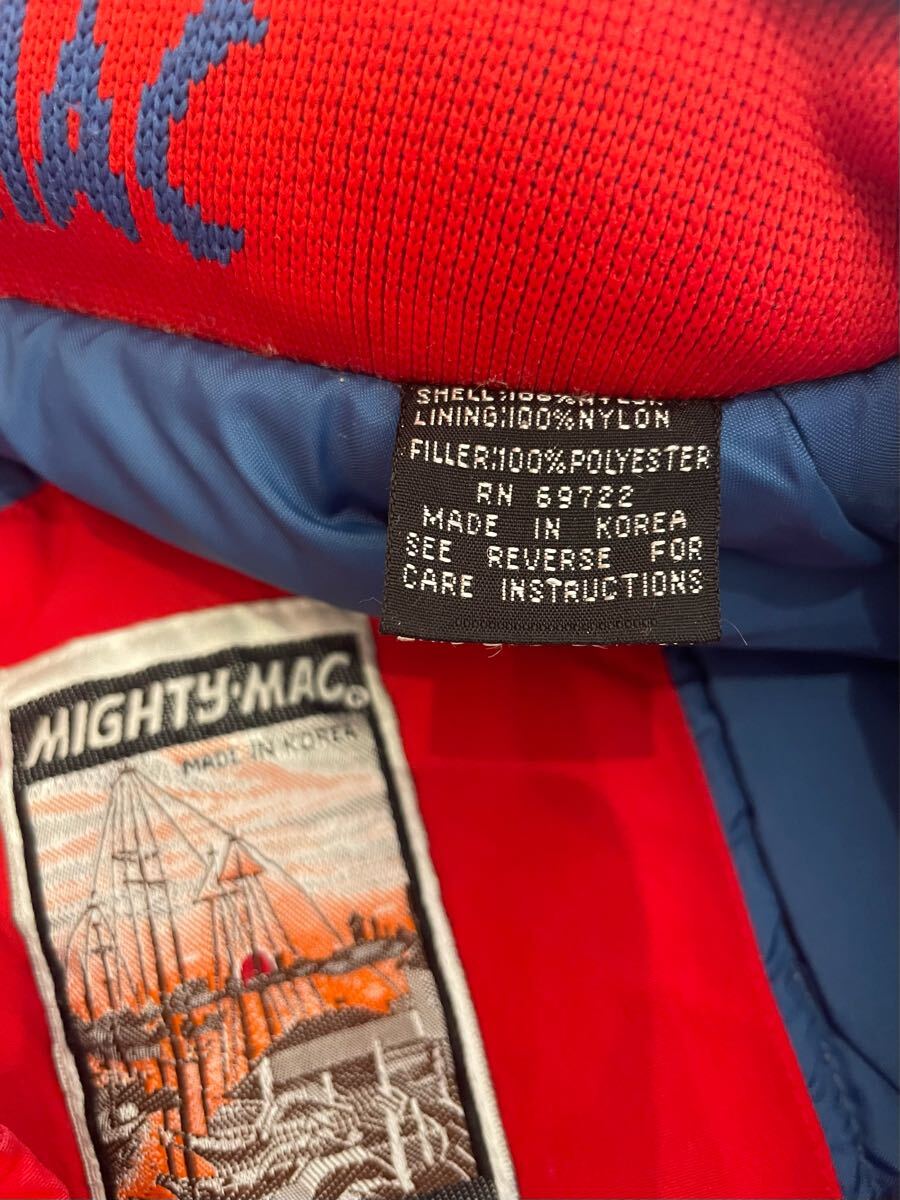 AC
SHELL:100%NYLON
LINING:100%NYLON
FILLER:100%POLYESTER
RN 69722
MADE IN KOREA
SEE REVERSE FOR
CARE INSTRUCTIONS
MIGHTY-MAC®
MADE IN KOREA